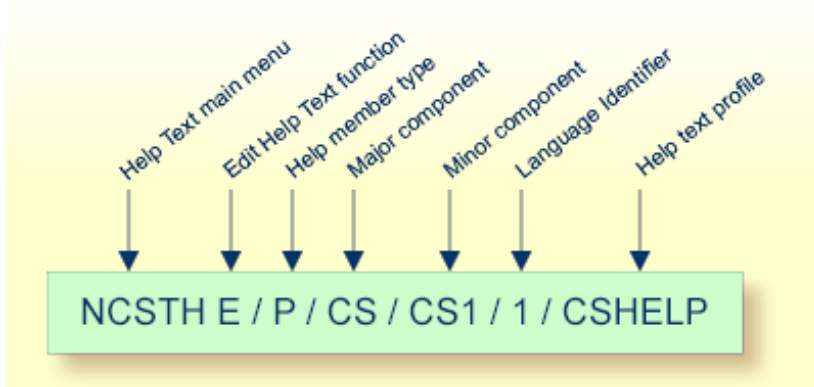 Help Text main menu
Edit Help Text function
Help member type
Major component
Minor component
Language Identifier
Help text profile
NCSTH E / P / CS / CS1 / 1 / CSHELP